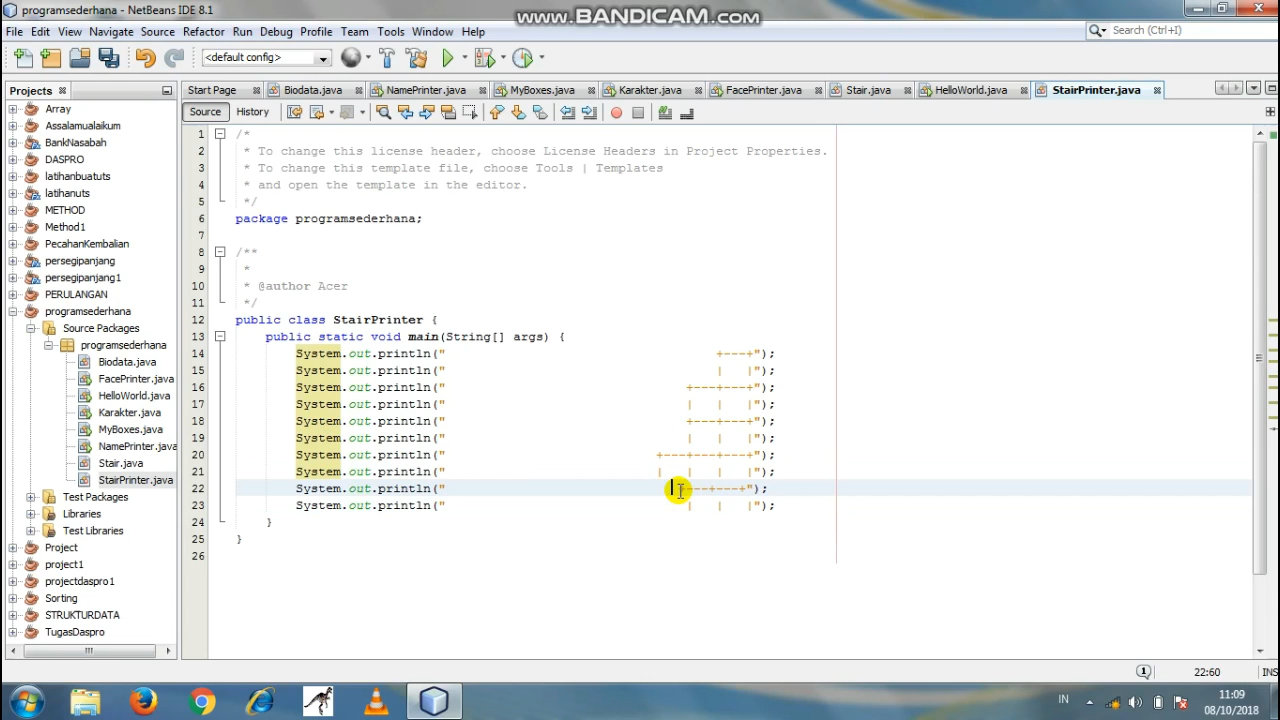 programsederhana - NetBeans IDE 8.1
www.BANDICAM.com
File Edit View Navigate Source Refactor Run Debug Profile Team Tools Window Help
Search (Ctrl+I)
<default config>
Projects
Start Page Biodata.java NamePrinter.java MyBoxes.java Karakter.java FacePrinter.java Stair.java HelloWorld.java StairPrinter.java
Source History
Array
Assalamualaikum
BankNasabah
DASPRO
latihanbuatuts
latihanuts
METHOD
Method1
PecahanKembalian
persegipanjang
persegipanjang1
PERULANGAN
programsederhana
Source Packages
programsederhana
Biodata.java
FacePrinter.java
HelloWorld.java
Karakter.java
MyBoxes.java
NamePrinter.java
Stair.java
StairPrinter.java
Test Packages
Libraries
Test Libraries
Project
project1
projectdaspro1
Sorting
STRUKTURDATA
TugasDaspro
1 /*
2 * To change this license header, choose License Headers in Project Properties.
3 * To change this template file, choose Tools | Templates
4 * and open the template in the editor.
5 */
6 package programsederhana;
7
8 /**
9 *
10 * @author Acer
11 */
12 public class StairPrinter {
13 public static void main(String[] args) {
14 System.out.println("                                    +---+");
15 System.out.println("                                    |   |");
16 System.out.println("                                +---+---+");
17 System.out.println("                                |   |   |");
18 System.out.println("                                +---+---+");
19 System.out.println("                                |   |   |");
20 System.out.println("                            +---+---+---+");
21 System.out.println("                            |   |   |   |");
22 System.out.println("                               +---+---+");
23 System.out.println("                                |   |   |");
24 }
25 }
26
1 22:60 INS
IN
11:09
08/10/2018